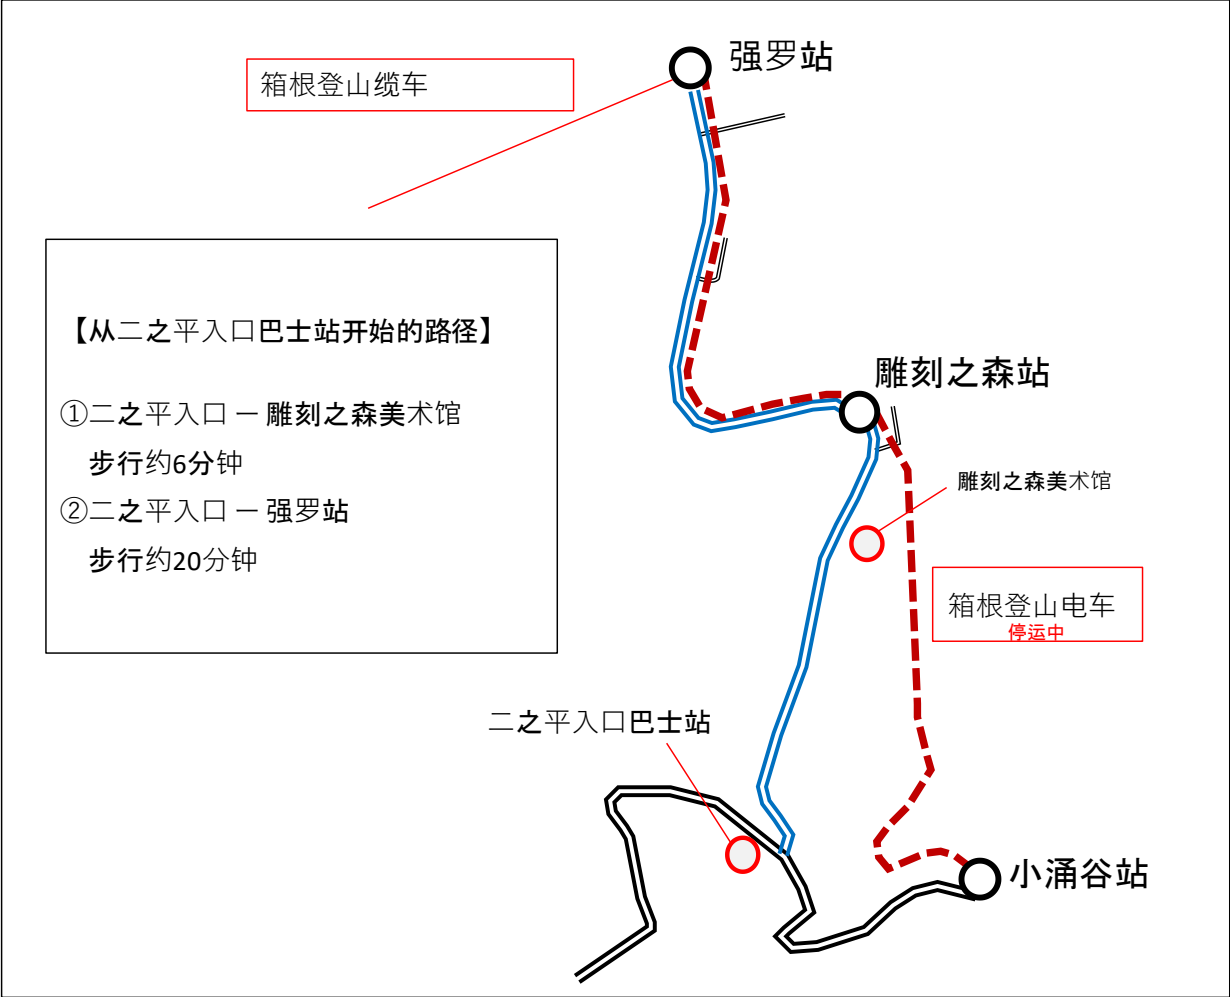 强罗站
箱根登山缆车
【从二之平入口巴士站开始的路径】
①二之平入口 ー 雕刻之森美术馆
步行约6分钟
②二之平入口 ー 强罗站
步行约20分钟
雕刻之森站
雕刻之森美术馆
箱根登山电车
停运中
二之平入口巴士站
小涌谷站